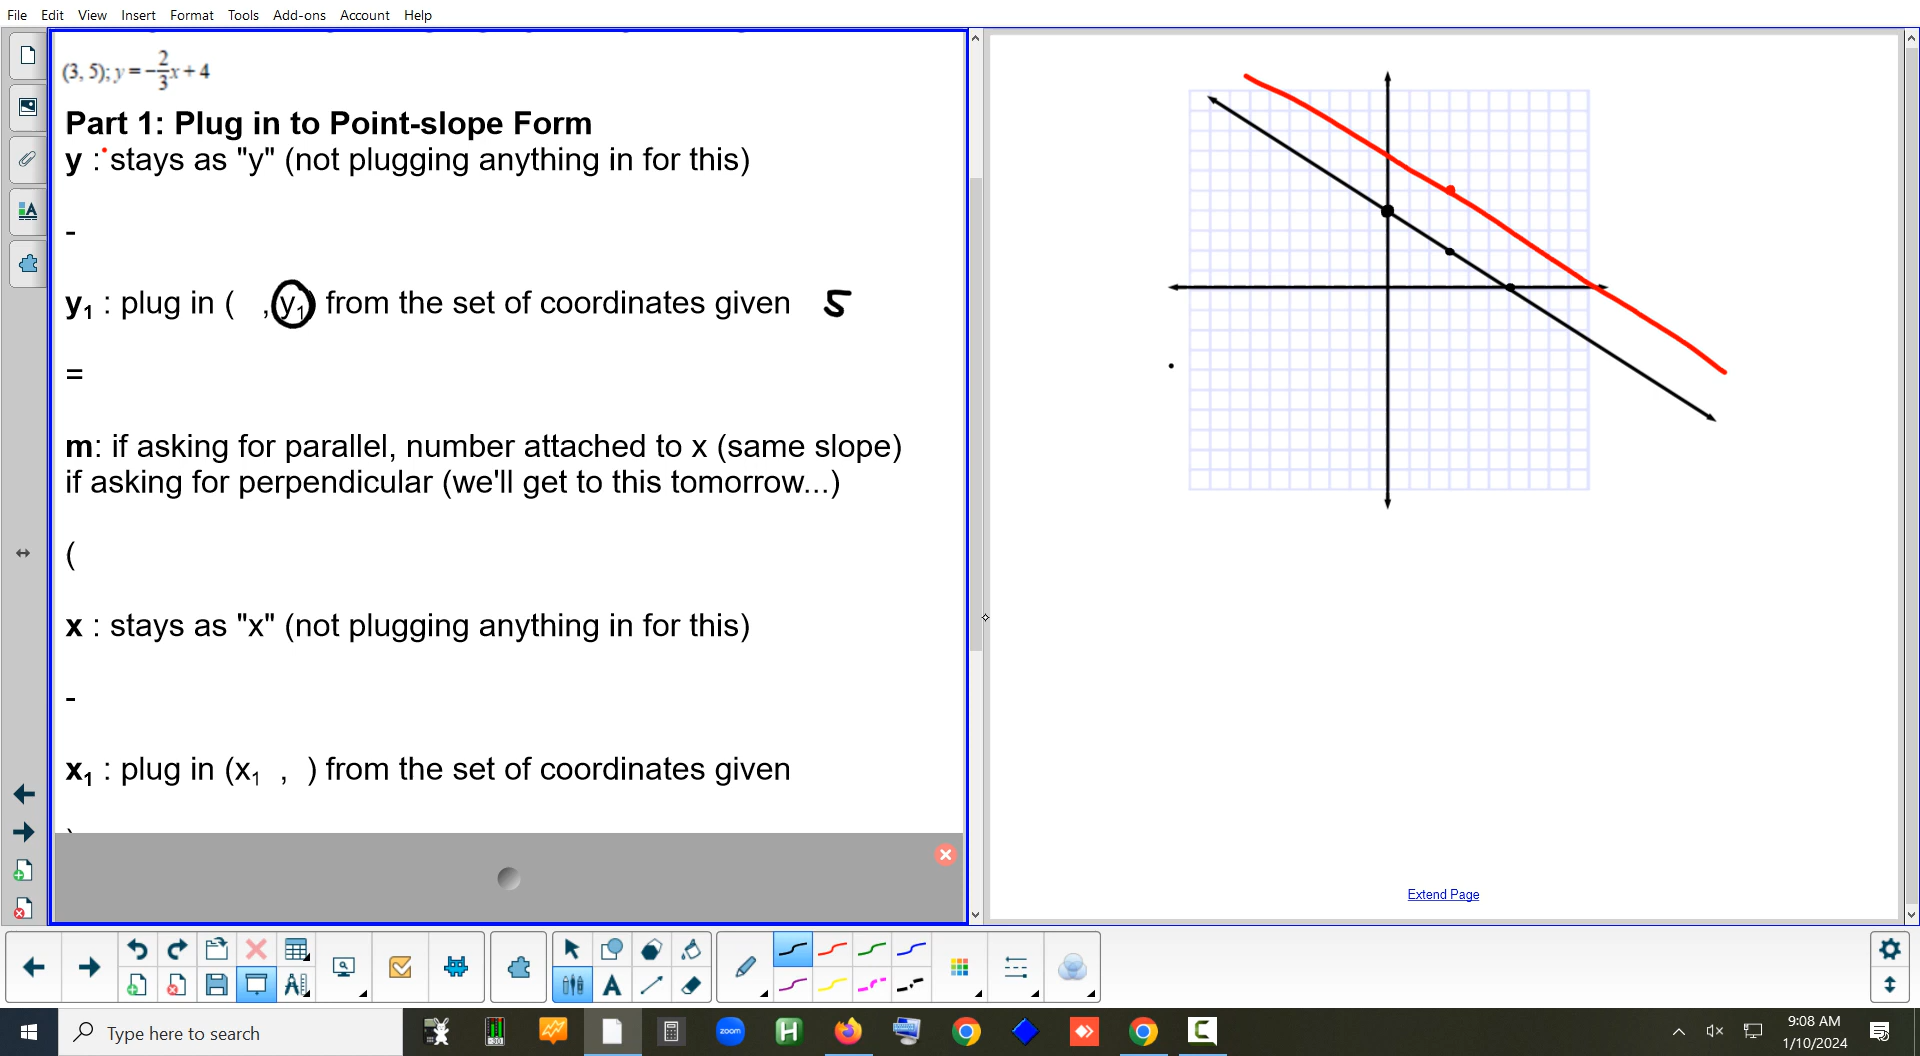 File Edit View Insert Format Tools Add-ons Account Help
(3, 5); y = -2/3x + 4
Part 1: Plug in to Point-slope Form
y : stays as "y" (not plugging anything in for this)
-
y₁ : plug in ( ,y₁) from the set of coordinates given 5
=
m: if asking for parallel, number attached to x (same slope)
if asking for perpendicular (we'll get to this tomorrow...)
(
x : stays as "x" (not plugging anything in for this)
-
x₁ : plug in (x₁ , ) from the set of coordinates given
Extend Page
Type here to search
zoom
H
C
9:08 AM
1/10/2024